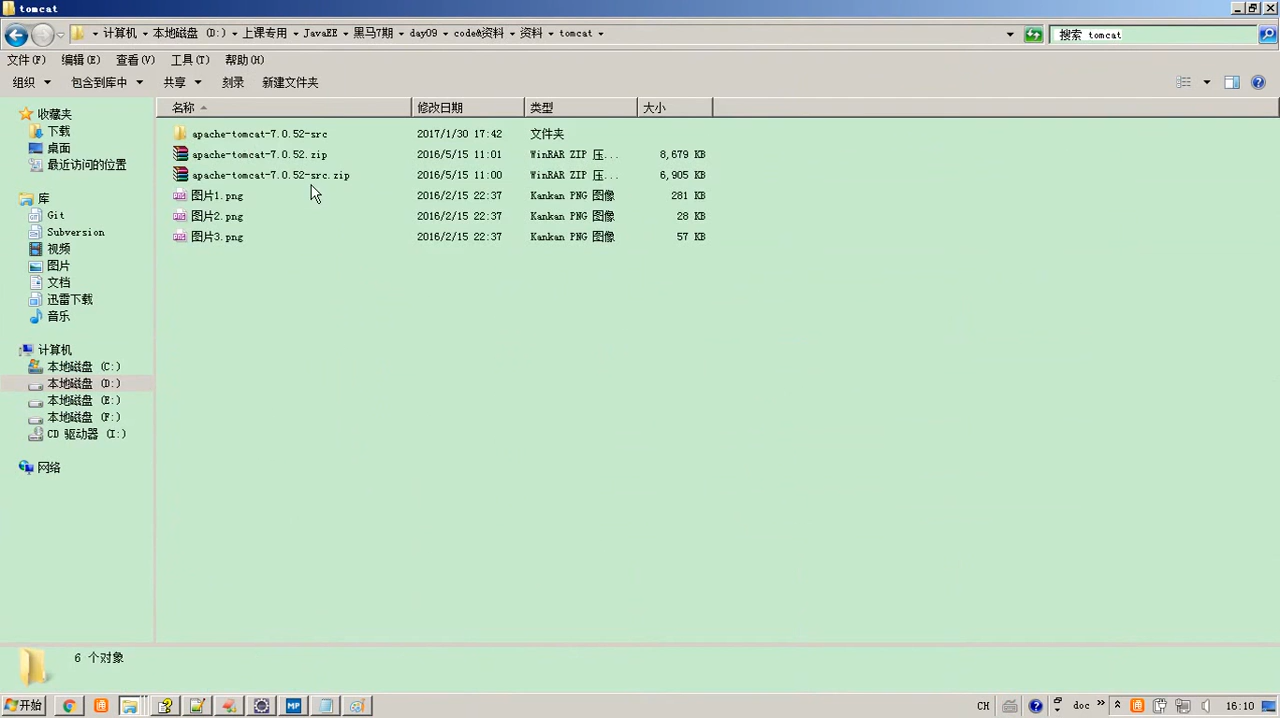 tomcat
计算机 本地磁盘 (D:) 上课专用 JavaEE 黑马7期 day09 code&资料 资料 tomcat
搜索 tomcat
文件(F) 编辑(E) 查看(V) 工具(T) 帮助(H)
组织 包含到库中 共享 刻录 新建文件夹
名称 修改日期 类型 大小
apache-tomcat-7.0.52-src 2017/1/30 17:42 文件夹
apache-tomcat-7.0.52.zip 2016/5/15 11:01 WinRAR ZIP 压... 8,679 KB
apache-tomcat-7.0.52-src.zip 2016/5/15 11:00 WinRAR ZIP 压... 6,905 KB
图片1.png 2016/2/15 22:37 Kankan PNG 图像 281 KB
图片2.png 2016/2/15 22:37 Kankan PNG 图像 28 KB
图片3.png 2016/2/15 22:37 Kankan PNG 图像 57 KB
收藏夹
下载
桌面
最近访问的位置
库
Git
Subversion
视频
图片
文档
迅雷下载
音乐
计算机
本地磁盘 (C:)
本地磁盘 (D:)
本地磁盘 (E:)
本地磁盘 (F:)
CD 驱动器 (I:)
网络
6 个对象
开始
MP
CH
doc
16:10